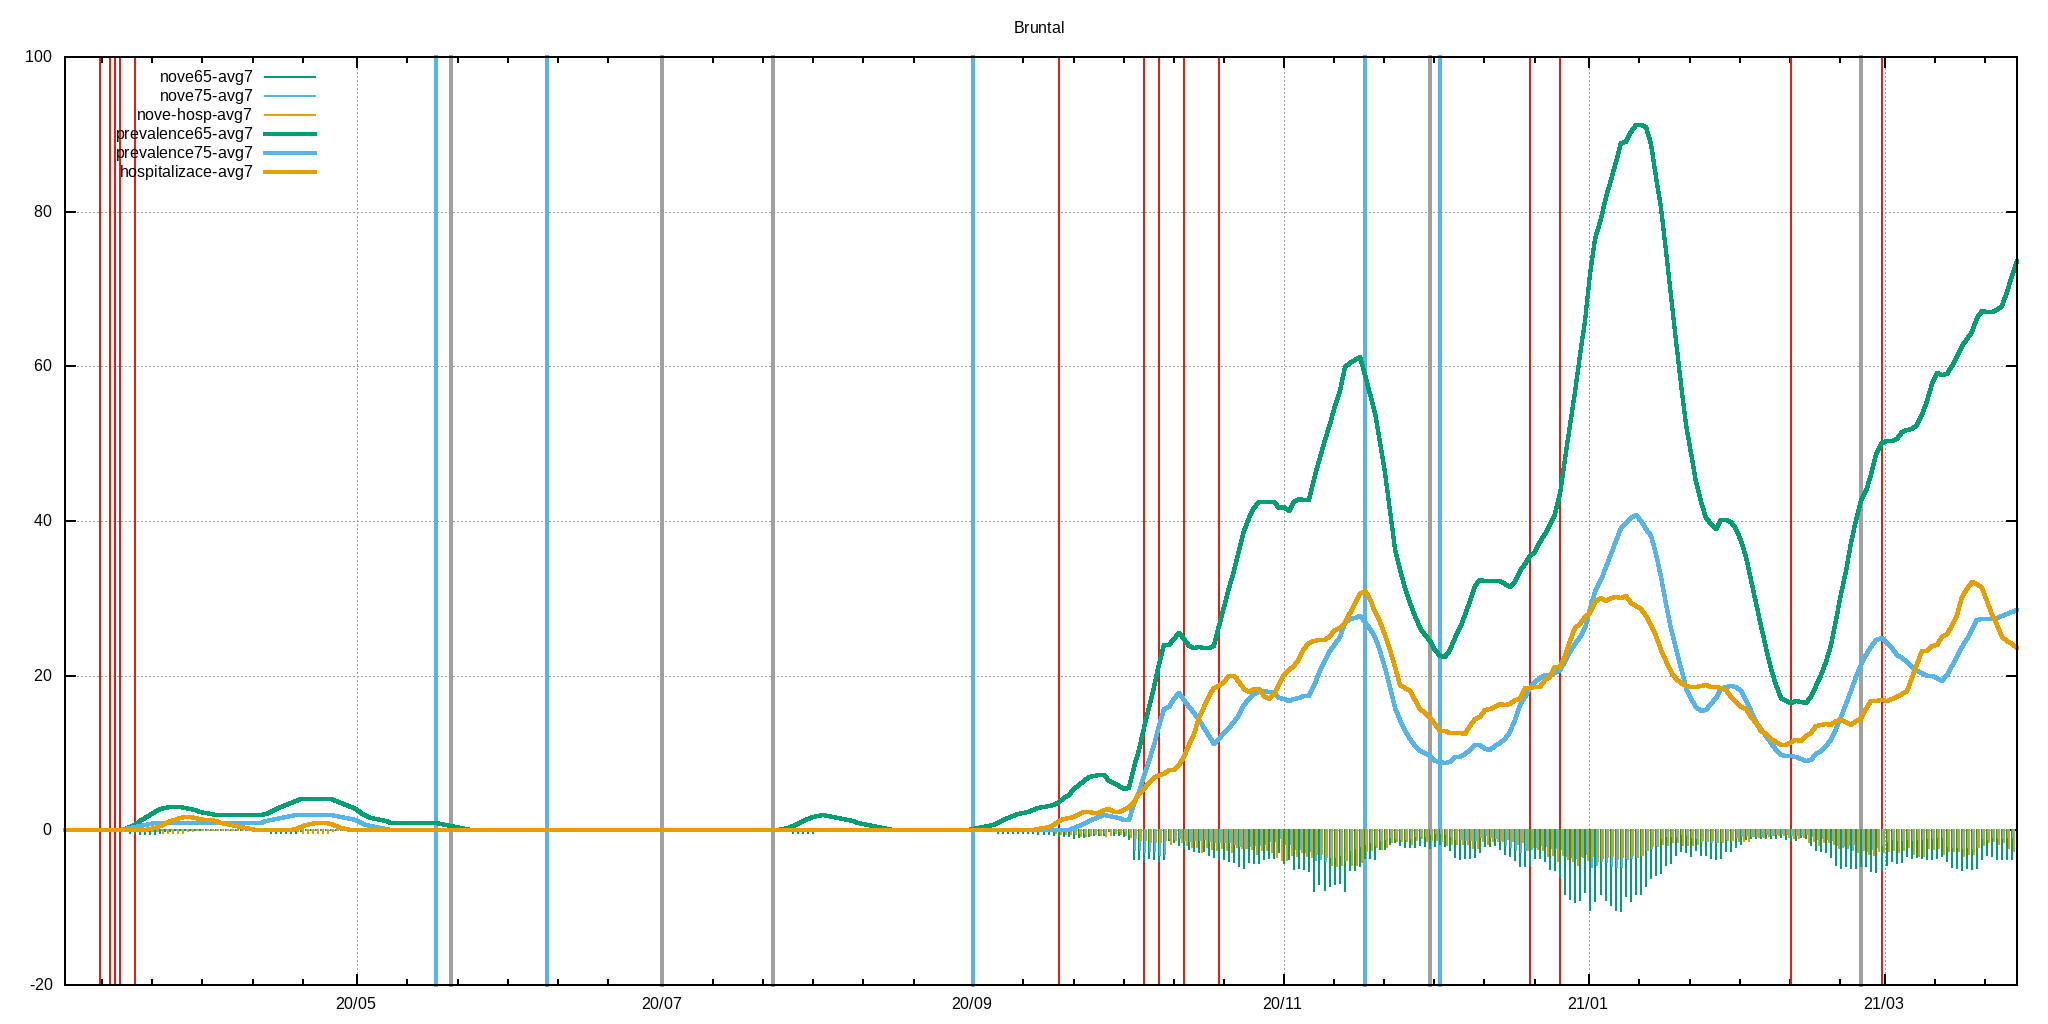 Bruntal
100
80
60
40
20
0
-20
nove65-avg7
nove75-avg7
nove-hosp-avg7
prevalence65-avg7
prevalence75-avg7
hospitalizace-avg7
20/05
20/07
20/09
20/11
21/01
21/03